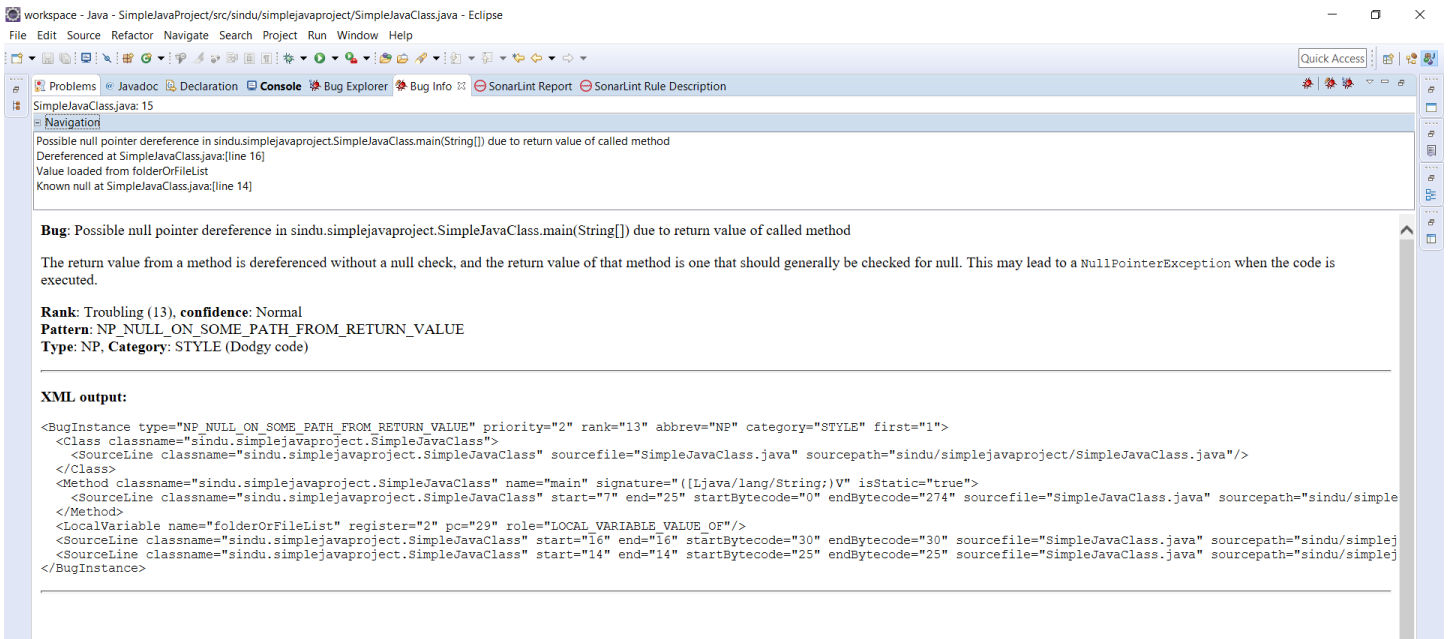 workspace - Java - SimpleJavaProject/src/sindu/simplejavaproject/SimpleJavaClass.java - Eclipse
File Edit Source Refactor Navigate Search Project Run Window Help
Quick Access
Problems Javadoc Declaration Console Bug Explorer Bug Info SonarLint Report SonarLint Rule Description
SimpleJavaClass.java: 15
Navigation
Possible null pointer dereference in sindu.simplejavaproject.SimpleJavaClass.main(String[]) due to return value of called method
Dereferenced at SimpleJavaClass.java:[line 16]
Value loaded from folderOrFileList
Known null at SimpleJavaClass.java:[line 14]
Bug: Possible null pointer dereference in sindu.simplejavaproject.SimpleJavaClass.main(String[]) due to return value of called method
The return value from a method is dereferenced without a null check, and the return value of that method is one that should generally be checked for null. This may lead to a NullPointerException when the code is
executed.
Rank: Troubling (13), confidence: Normal
Pattern: NP_NULL_ON_SOME_PATH_FROM_RETURN_VALUE
Type: NP, Category: STYLE (Dodgy code)
XML output:
<BugInstance type="NP_NULL_ON_SOME_PATH_FROM_RETURN_VALUE" priority="2" rank="13" abbrev="NP" category="STYLE" first="1">
<Class classname="sindu.simplejavaproject.SimpleJavaClass">
<SourceLine classname="sindu.simplejavaproject.SimpleJavaClass" sourcefile="SimpleJavaClass.java" sourcepath="sindu/simplejavaproject/SimpleJavaClass.java"/>
</Class>
<Method classname="sindu.simplejavaproject.SimpleJavaClass" name="main" signature="([Ljava/lang/String;)V" isStatic="true">
<SourceLine classname="sindu.simplejavaproject.SimpleJavaClass" start="7" end="25" startBytecode="0" endBytecode="274" sourcefile="SimpleJavaClass.java" sourcepath="sindu/simple
</Method>
<LocalVariable name="folderOrFileList" register="2" pc="29" role="LOCAL_VARIABLE_VALUE_OF"/>
<SourceLine classname="sindu.simplejavaproject.SimpleJavaClass" start="16" end="16" startBytecode="30" endBytecode="30" sourcefile="SimpleJavaClass.java" sourcepath="sindu/simplej
<SourceLine classname="sindu.simplejavaproject.SimpleJavaClass" start="14" end="14" startBytecode="25" endBytecode="25" sourcefile="SimpleJavaClass.java" sourcepath="sindu/simplej
</BugInstance>